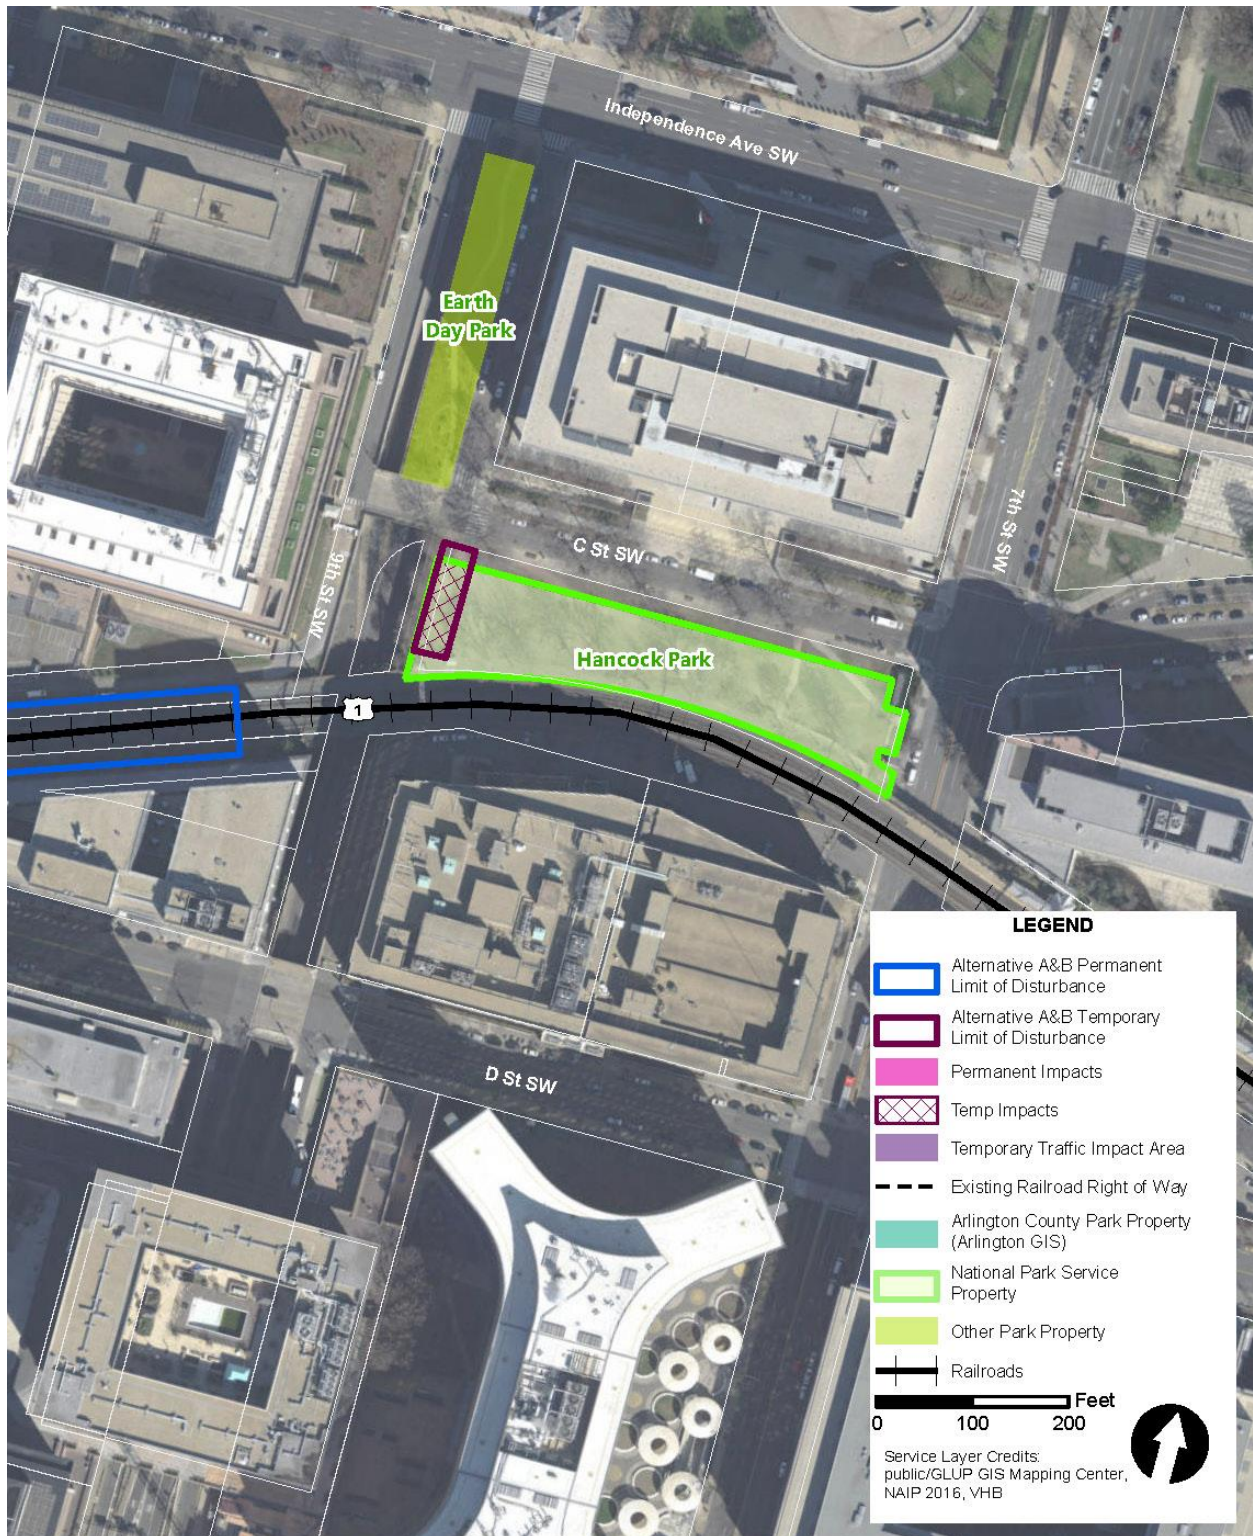 Independence Ave SW
Earth
Day Park
C St SW
7th St SW
9th St SW
Hancock Park
1
D St SW
LEGEND
Alternative A&B Permanent
Limit of Disturbance
Alternative A&B Temporary
Limit of Disturbance
Permanent Impacts
Temp Impacts
Temporary Traffic Impact Area
Existing Railroad Right of Way
Arlington County Park Property
(Arlington GIS)
National Park Service
Property
Other Park Property
Railroads
Feet
0 100 200
Service Layer Credits:
public/GLUP GIS Mapping Center,
NAIP 2016, VHB